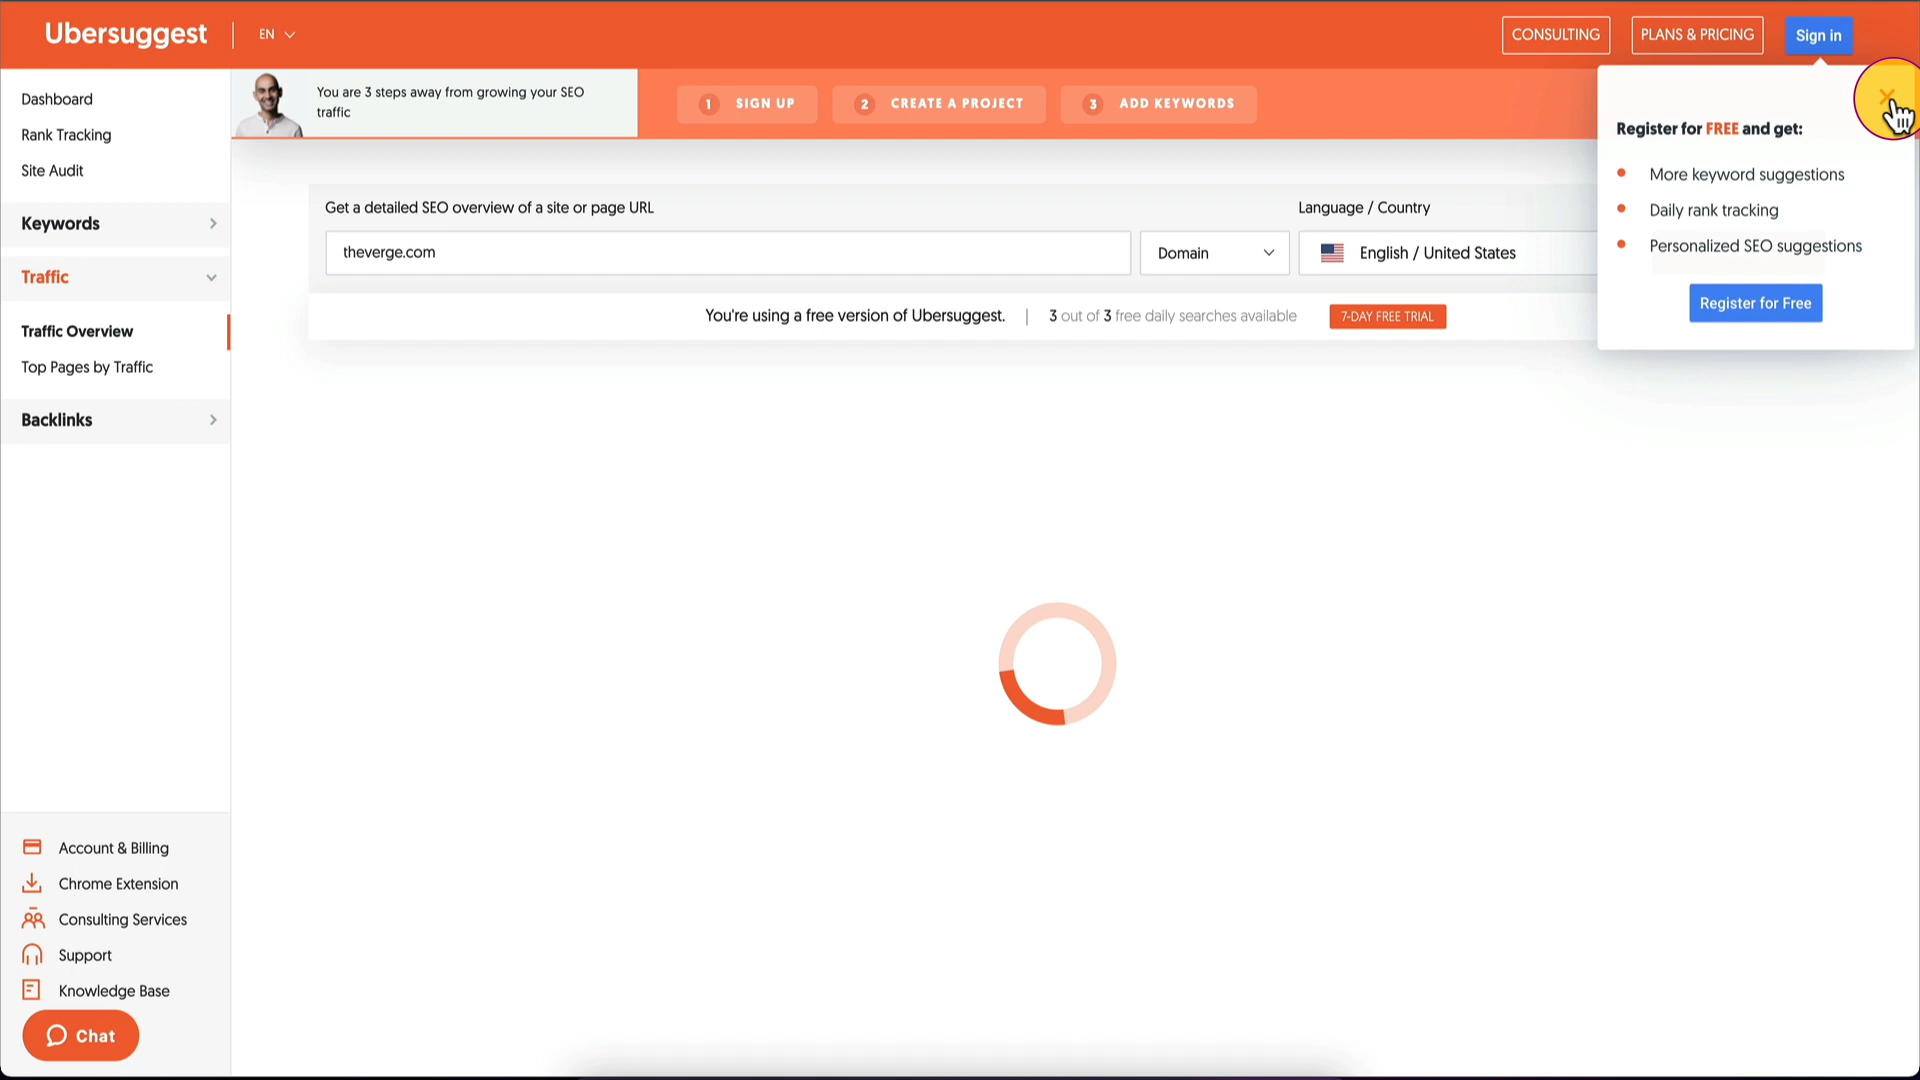 Ubersuggest
EN
CONSULTING
PLANS & PRICING
Sign in
Dashboard
Rank Tracking
Site Audit
Keywords
Traffic
Traffic Overview
Top Pages by Traffic
Backlinks
Account & Billing
Chrome Extension
Consulting Services
Support
Knowledge Base
Chat
You are 3 steps away from growing your SEO
traffic
1 SIGN UP
2 CREATE A PROJECT
3 ADD KEYWORDS
Get a detailed SEO overview of a site or page URL
Language / Country
theverge.com
Domain
English / United States
You're using a free version of Ubersuggest. | 3 out of 3 free daily searches available
7-DAY FREE TRIAL
Register for FREE and get:
More keyword suggestions
Daily rank tracking
Personalized SEO suggestions
Register for Free